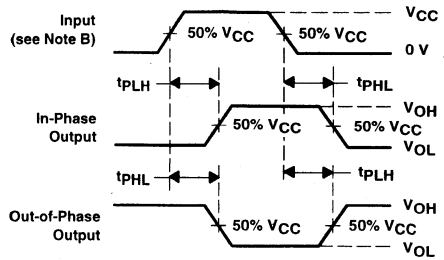 Input
(see Note B)
50% VCC
50% VCC
VCC
0 V
tPLH
tPHL
In-Phase
Output
50% VCC
50% VCC
VOH
VOL
tPHL
tPLH
Out-of-Phase
Output
50% VCC
50% VCC
VOH
VOL